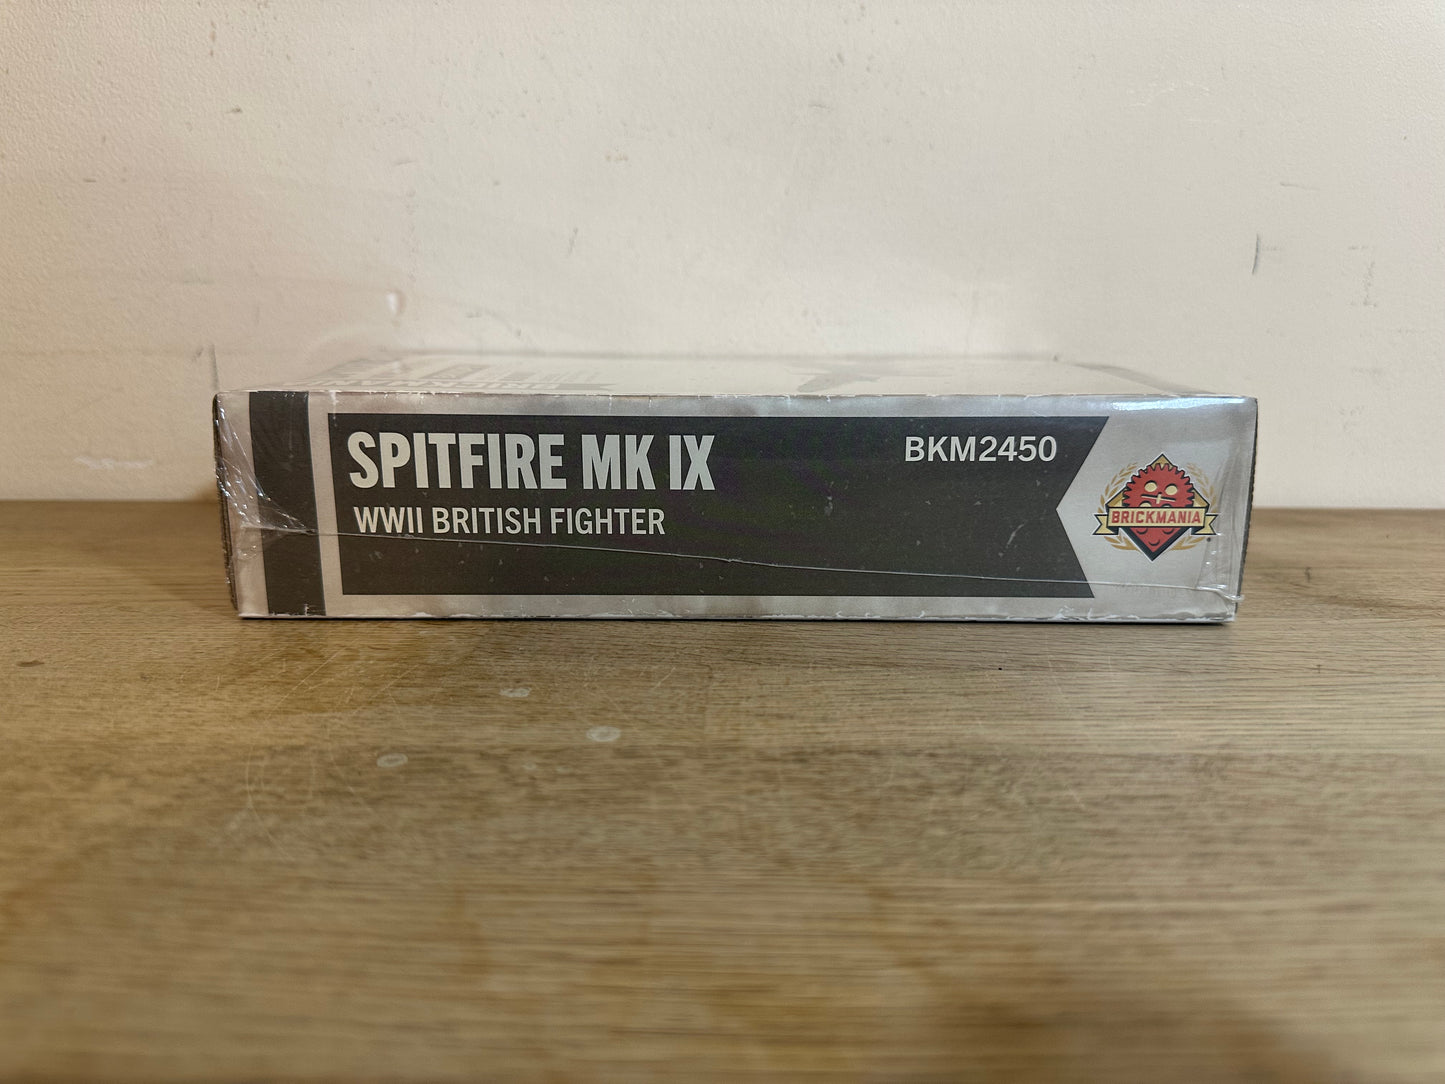 SPITFIRE MK IX
WWII BRITISH FIGHTER
BKM2450
BRICKMANIA